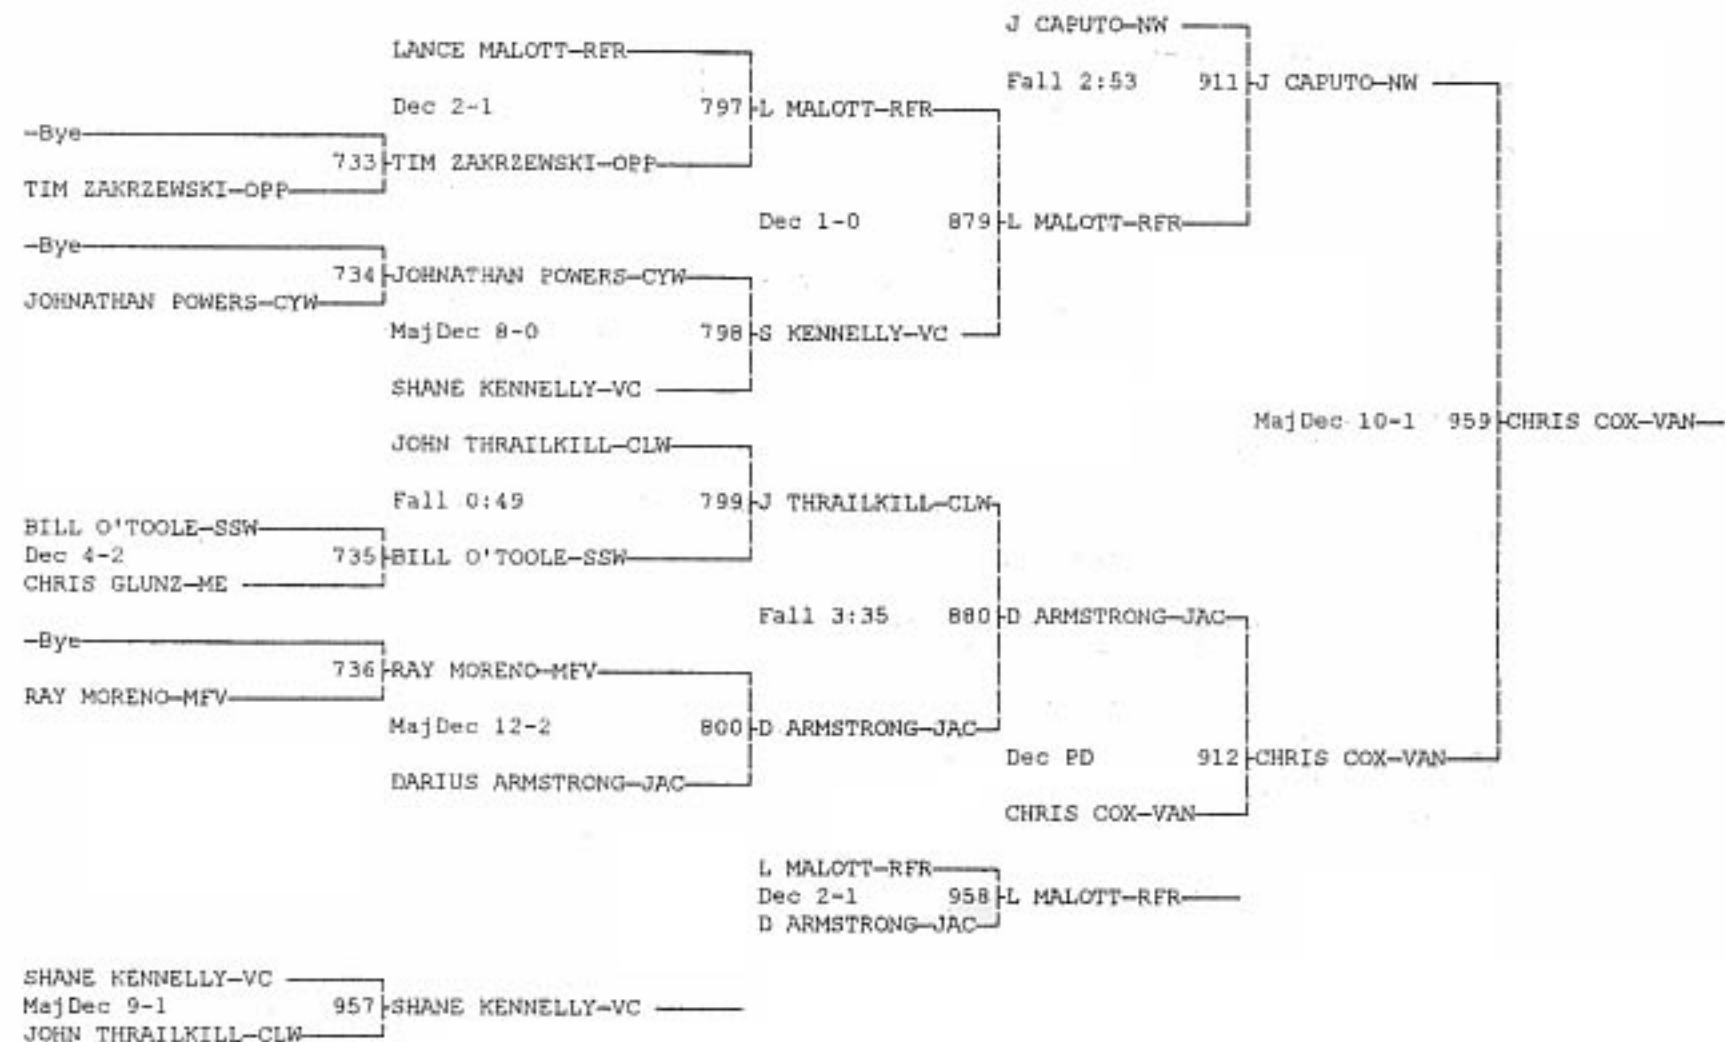 J CAPUTO-NW
LANCE MALOTT-RFR
Fall 2:53 911 J CAPUTO-NW
Dec 2-1 797 L MALOTT-RFR
-Bye
733 TIM ZAKRZEWSKI-OPP
TIM ZAKRZEWSKI-OPP
Dec 1-0 879 L MALOTT-RFR
-Bye
734 JOHNATHAN POWERS-CYW
JOHNATHAN POWERS-CYW
MajDec 8-0 798 S KENNELLY-VC
SHANE KENNELLY-VC
MajDec 10-1 959 CHRIS COX-VAN
JOHN THRAILKILL-CLW
Fall 0:49 799 J THRAILKILL-CLW
BILL O'TOOLE-SSW
Dec 4-2 735 BILL O'TOOLE-SSW
CHRIS GLUNZ-ME
Fall 3:35 880 D ARMSTRONG-JAC
-Bye
736 RAY MORENO-MFV
RAY MORENO-MFV
MajDec 12-2 800 D ARMSTRONG-JAC
Dec PD 912 CHRIS COX-VAN
DARIUS ARMSTRONG-JAC
CHRIS COX-VAN
L MALOTT-RFR
Dec 2-1 958 L MALOTT-RFR
D ARMSTRONG-JAC
SHANE KENNELLY-VC
MajDec 9-1 957 SHANE KENNELLY-VC
JOHN THRAILKILL-CLW